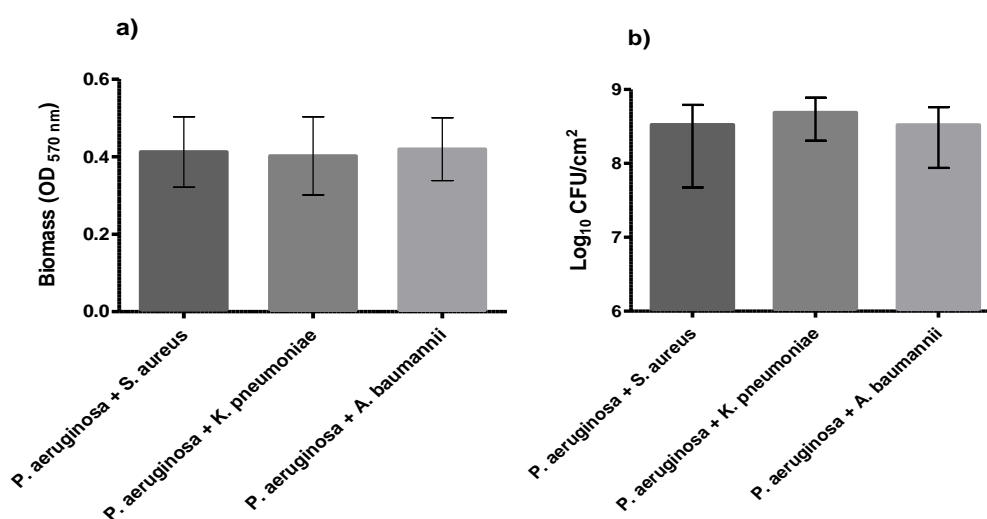 a)
Biomass (OD 570 nm)
0.6
0.4
0.2
0.0
P. aeruginosa + S. aureus
P. aeruginosa + K. pneumoniae
P. aeruginosa + A. baumannii
b)
Log10 CFU/cm2
9
8
7
6
P. aeruginosa + S. aureus
P. aeruginosa + K. pneumoniae
P. aeruginosa + A. baumannii